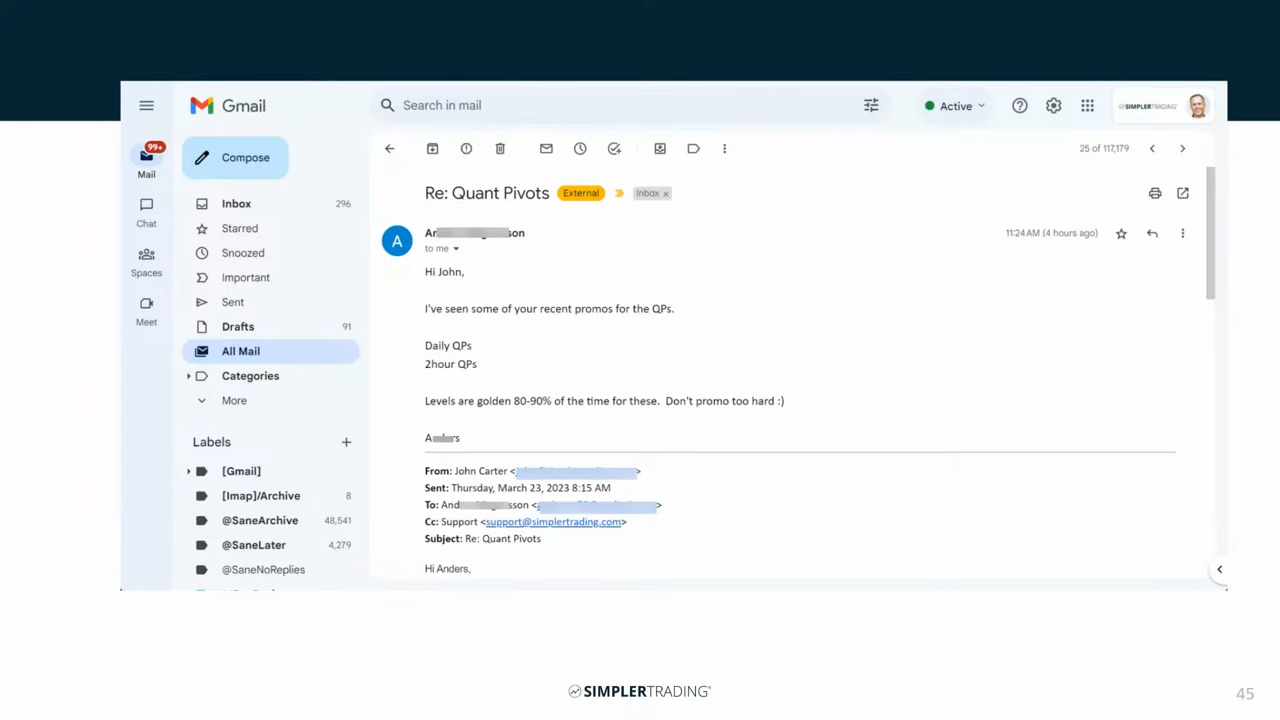 Gmail
Search in mail
Active
SIMPLERTRADING
99+
Mail
Compose
25 of 117,179
Chat
Inbox 296
Re: Quant Pivots External Inbox ×
Starred
Spaces
Snoozed
11:24 AM (4 hours ago)
A
to me
Important
Hi John,
Meet
Sent
I've seen some of your recent promos for the QPs.
Drafts 91
Daily QPs
All Mail
2hour QPs
Categories
More
Levels are golden 80-90% of the time for these. Don't promo too hard :)
Labels
[Gmail]
From: John Carter < >
Sent: Thursday, March 23, 2023 8:15 AM
[Imap]/Archive 8
To: < >
@SaneArchive 48,541
Cc: Support <support@simplertrading.com>
Subject: Re: Quant Pivots
@SaneLater 4,279
Hi Anders,
@SaneNoReplies
SIMPLERTRADING
45